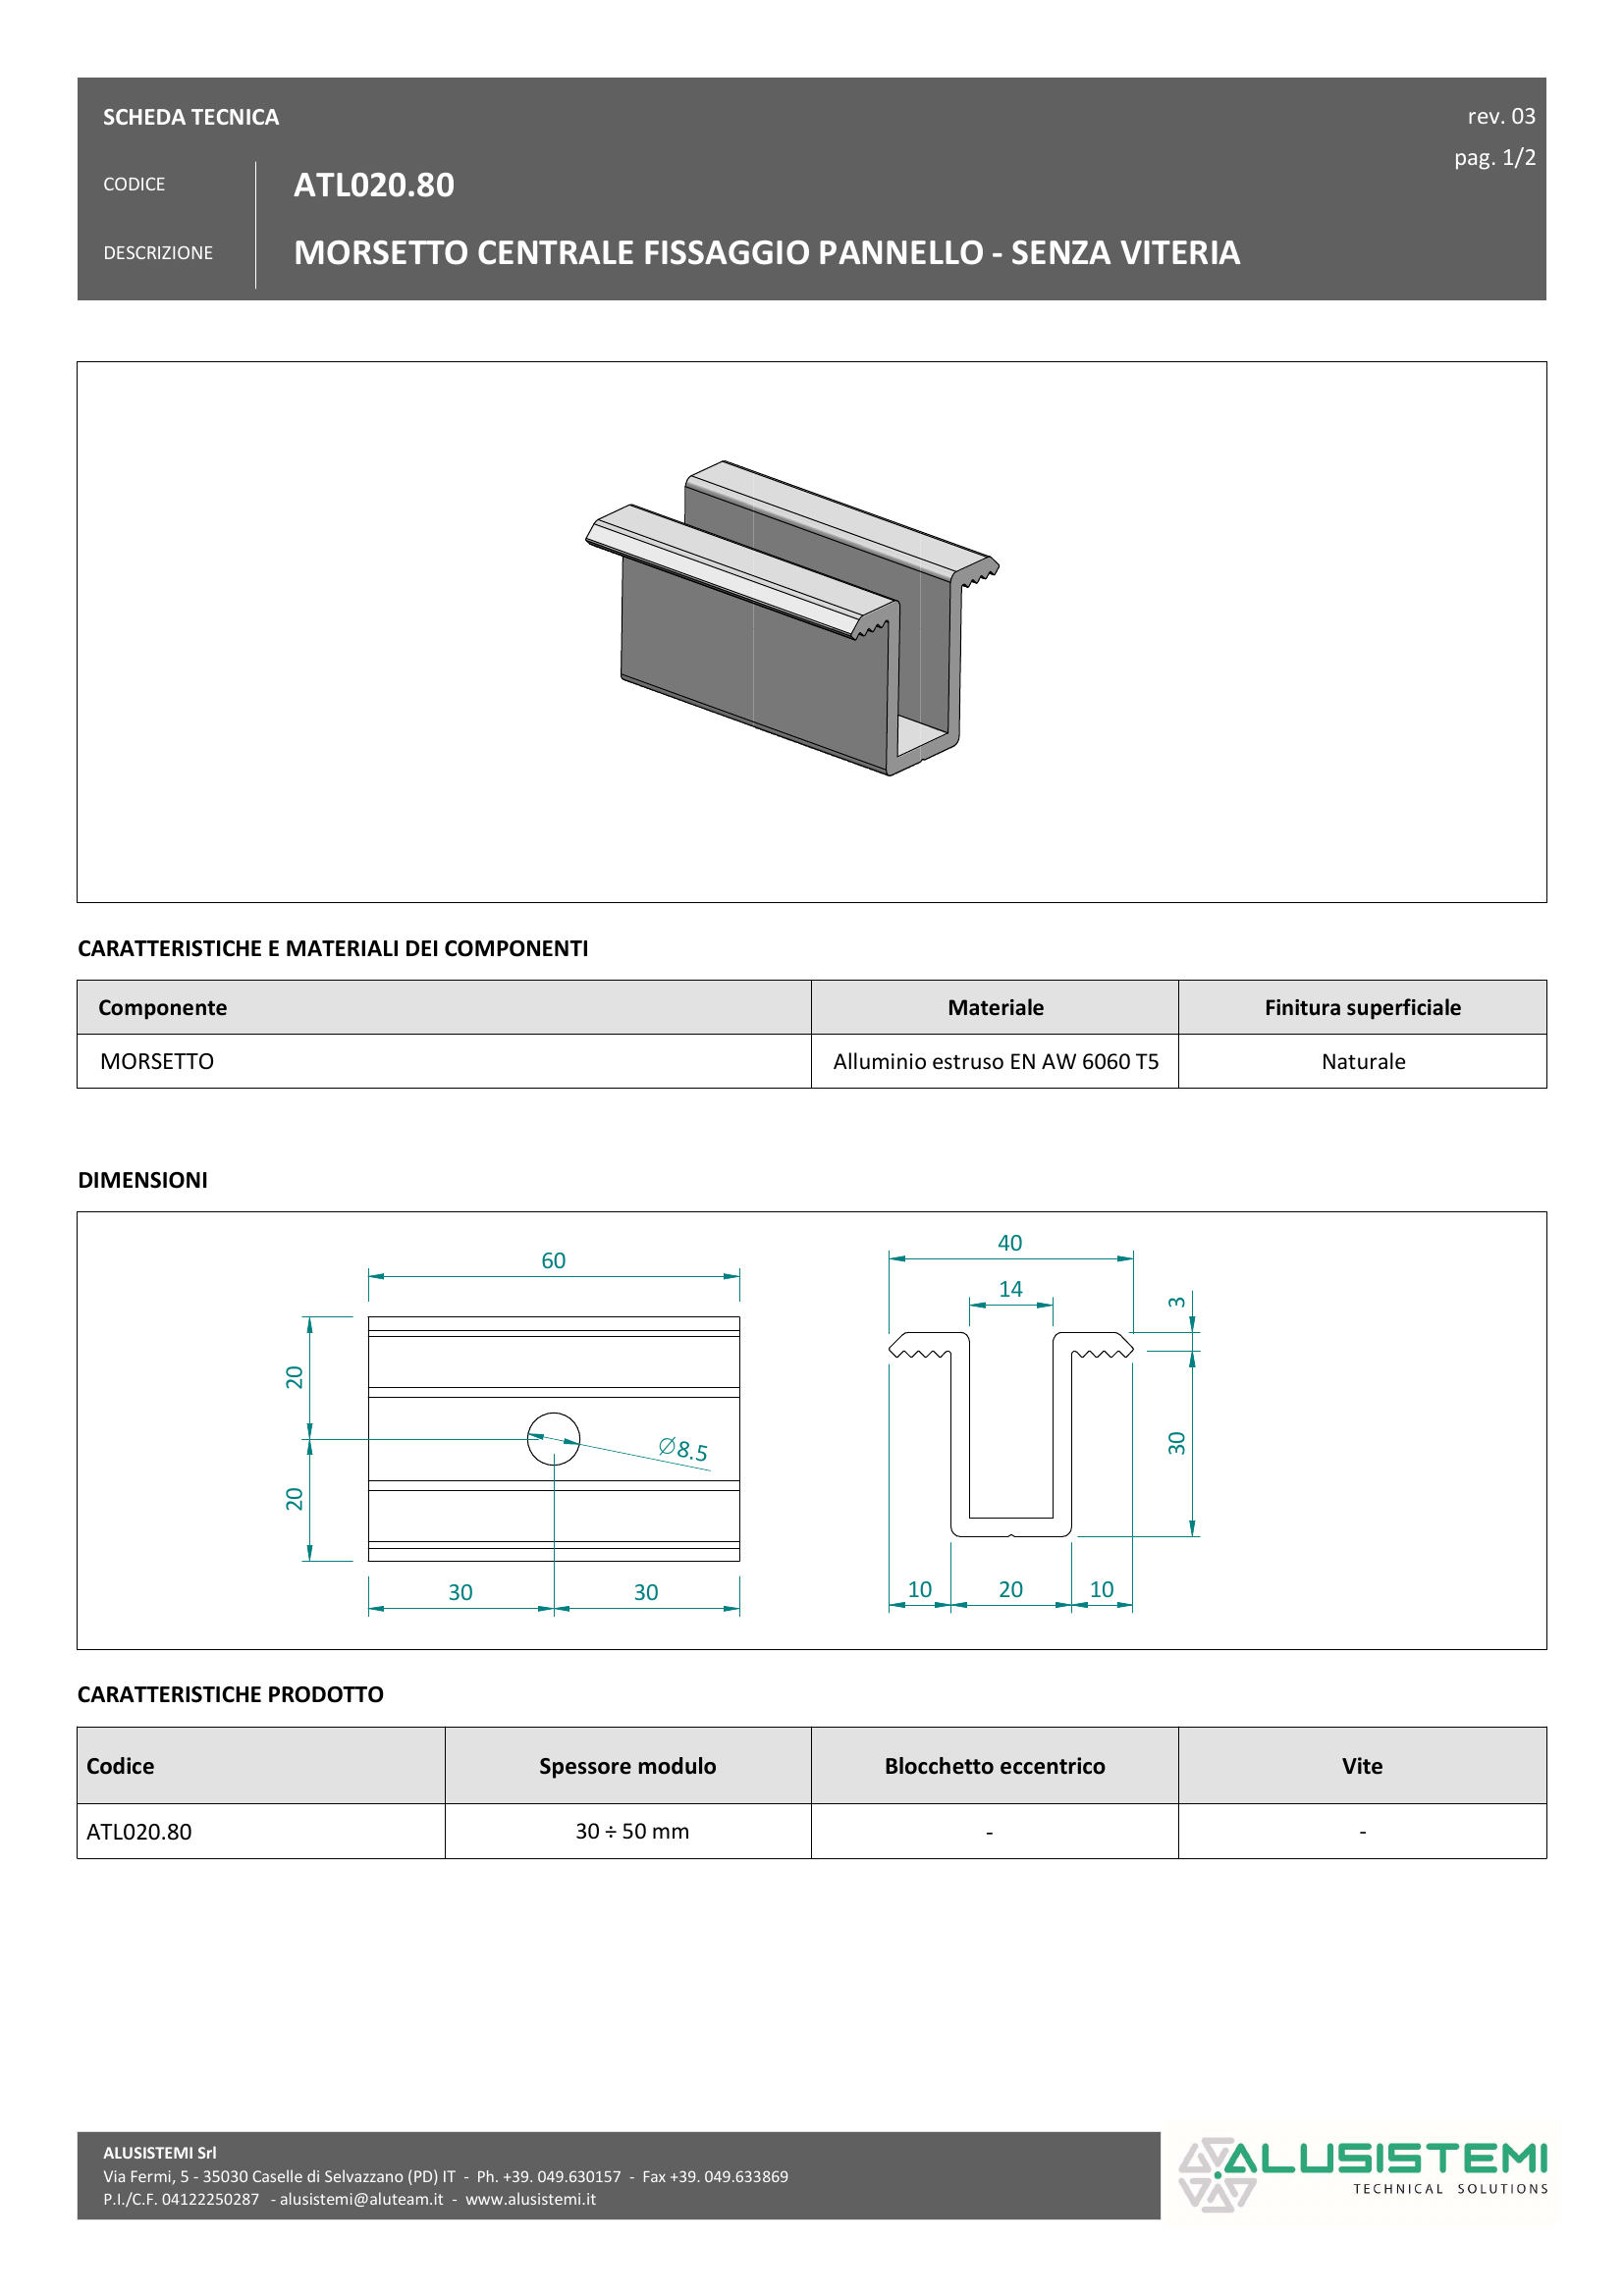 SCHEDA TECNICA
rev. 03
pag. 1/2
CODICE
ATL020.80
DESCRIZIONE
MORSETTO CENTRALE FISSAGGIO PANNELLO - SENZA VITERIA
CARATTERISTICHE E MATERIALI DEI COMPONENTI
Componente Materiale Finitura superficiale
MORSETTO Alluminio estruso EN AW 6060 T5 Naturale
DIMENSIONI
60
20
20
Ø8.5
30 30
40
14
3
30
10 20 10
CARATTERISTICHE PRODOTTO
Codice Spessore modulo Blocchetto eccentrico Vite
ATL020.80 30 ÷ 50 mm - -
ALUSISTEMI Srl
Via Fermi, 5 - 35030 Caselle di Selvazzano (PD) IT - Ph. +39. 049.630157 - Fax +39. 049.633869
P.I./C.F. 04122250287 - alusistemi@aluteam.it - www.alusistemi.it
ALUSISTEMI
TECHNICAL SOLUTIONS